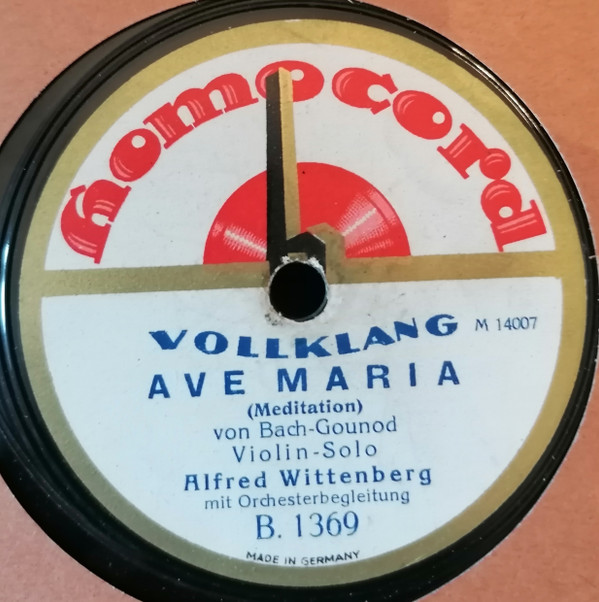 homocord
VOLLKLANG M 14007
AVE MARIA
(Meditation)
von Bach-Gounod
Violin-Solo
Alfred Wittenberg
mit Orchesterbegleitung
B. 1369
MADE IN GERMANY